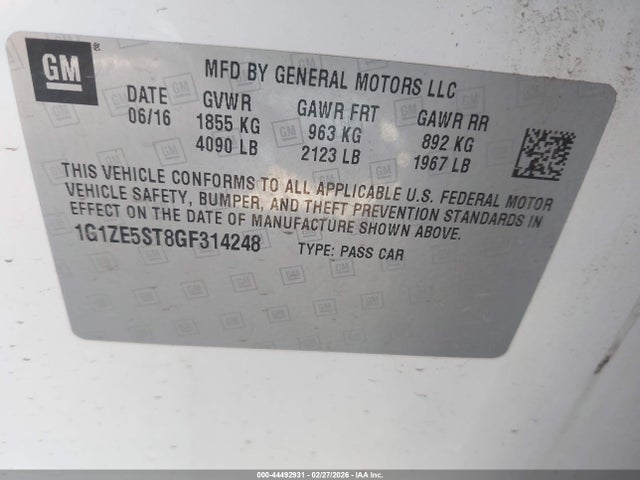 GM
MFD BY GENERAL MOTORS LLC
DATE GVWR GAWR FRT GAWR RR
06/16 1855 KG 963 KG 892 KG
4090 LB 2123 LB 1967 LB
THIS VEHICLE CONFORMS TO ALL APPLICABLE U.S. FEDERAL MOTOR
VEHICLE SAFETY, BUMPER, AND THEFT PREVENTION STANDARDS IN
EFFECT ON THE DATE OF MANUFACTURE SHOWN ABOVE.
1G1ZE5ST8GF314248 TYPE: PASS CAR
000-44492931 - 02/27/2026 - IAA Inc.